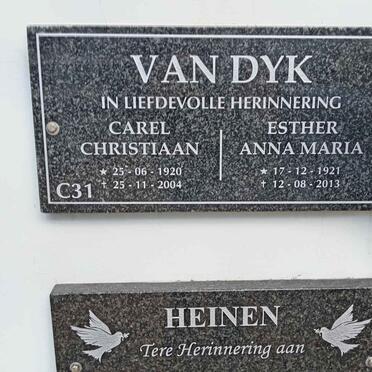 VAN DYK
IN LIEFDEVOLLE HERINNERING
CAREL
CHRISTIAAN
★ 25 - 06 - 1920
† 25 - 11 - 2004
ESTHER
ANNA MARIA
★ 17 - 12 - 1921
† 12 - 08 - 2013
C31
HEINEN
Tere Herinnering aan